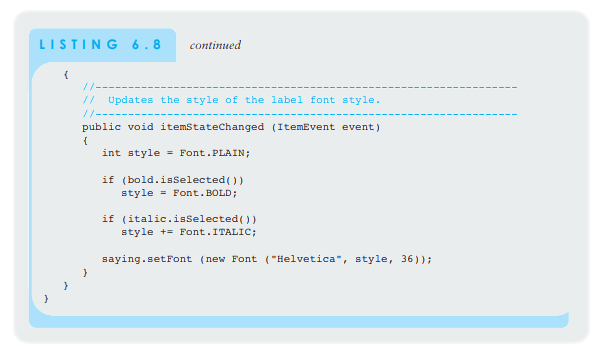 LISTING 6.8 continued
{
//--------------------------------------------------------------
//  Updates the style of the label font style.
//--------------------------------------------------------------
public void itemStateChanged (ItemEvent event)
{
int style = Font.PLAIN;
if (bold.isSelected())
style = Font.BOLD;
if (italic.isSelected())
style += Font.ITALIC;
saying.setFont (new Font ("Helvetica", style, 36));
}
}
}